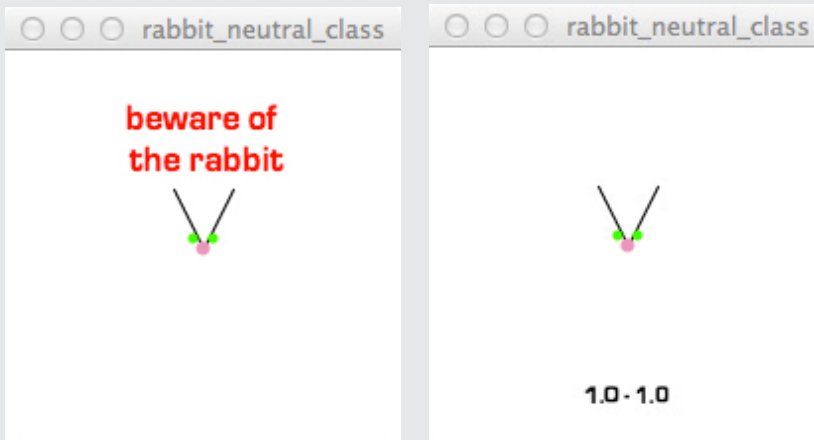 rabbit_neutral_class
beware of
the rabbit
rabbit_neutral_class
1.0 - 1.0